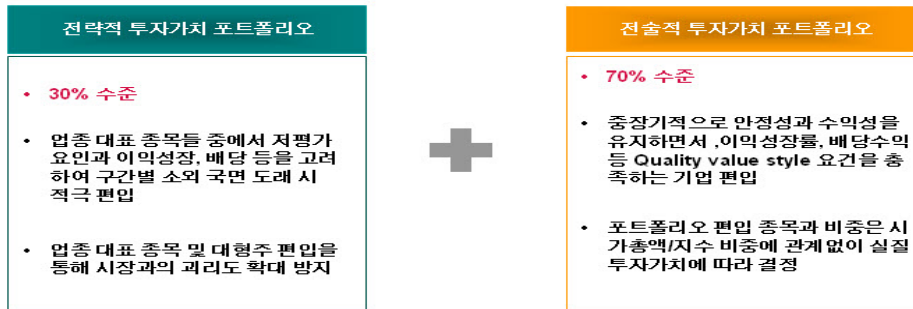 전략적 투자가치 포트폴리오
• 30% 수준
• 업종 대표 종목들 중에서 저평가
요인과 이익성장, 배당 등을 고려
하여 구간별 소외 국면 도래 시
적극 편입
• 업종 대표 종목 및 대형주 편입을
통해 시장과의 괴리도 확대 방지
전술적 투자가치 포트폴리오
• 70% 수준
• 중장기적으로 안정성과 수익성을
유지하면서 ,이익성장률, 배당수익
등 Quality value style 요건을 충
족하는 기업 편입
• 포트폴리오 편입 종목과 비중은 시
가총액/지수 비중에 관계없이 실질
투자가치에 따라 결정